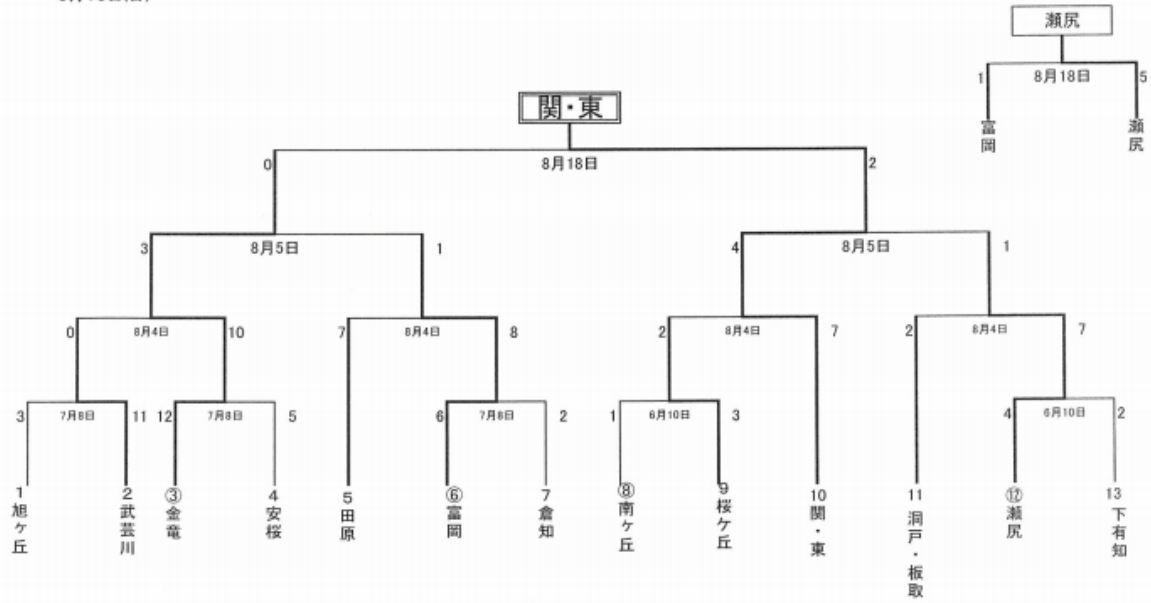 瀬尻
1 8月18日 5
富岡 瀬尻
関・東
0 8月18日 2
3 8月5日 1 4 8月5日 1
0 8月4日 10 7 8月4日 8 2 8月4日 7 2 8月4日 7
3 7月8日 11 12 7月8日 5 6 7月8日 2 1 6月10日 3 4 6月10日 2
1 旭ヶ丘
2 武芸川
③ 金竜
4 安桜
5 田原
⑥ 富岡
7 倉知
⑧ 南ヶ丘
9 桜ケ丘
10 関・東
11 洞戸・板取
⑫ 瀬尻
13 下有知